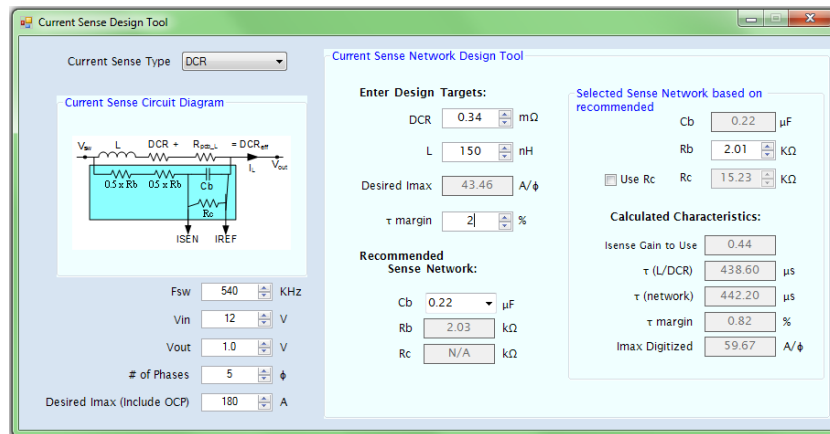 Current Sense Design Tool
Current Sense Type DCR
Current Sense Circuit Diagram
Vsw L DCR + Rpcb_L = DCReff
IL Vout
0.5 x Rb 0.5 x Rb Cb
Rc
ISEN IREF
Fsw 540 KHz
Vin 12 V
Vout 1.0 V
# of Phases 5 ϕ
Desired Imax (Include OCP) 180 A
Current Sense Network Design Tool
Enter Design Targets:
DCR 0.34 mΩ
L 150 nH
Desired Imax 43.46 A/ϕ
τ margin 2 %
Recommended
Sense Network:
Cb 0.22 μF
Rb 2.03 kΩ
Rc N/A kΩ
Selected Sense Network based on
recommended
Cb 0.22 μF
Rb 2.01 KΩ
Use Rc Rc 15.23 KΩ
Calculated Characteristics:
Isense Gain to Use 0.44
τ (L/DCR) 438.60 μs
τ (network) 442.20 μs
τ margin 0.82 %
Imax Digitized 59.67 A/ϕ